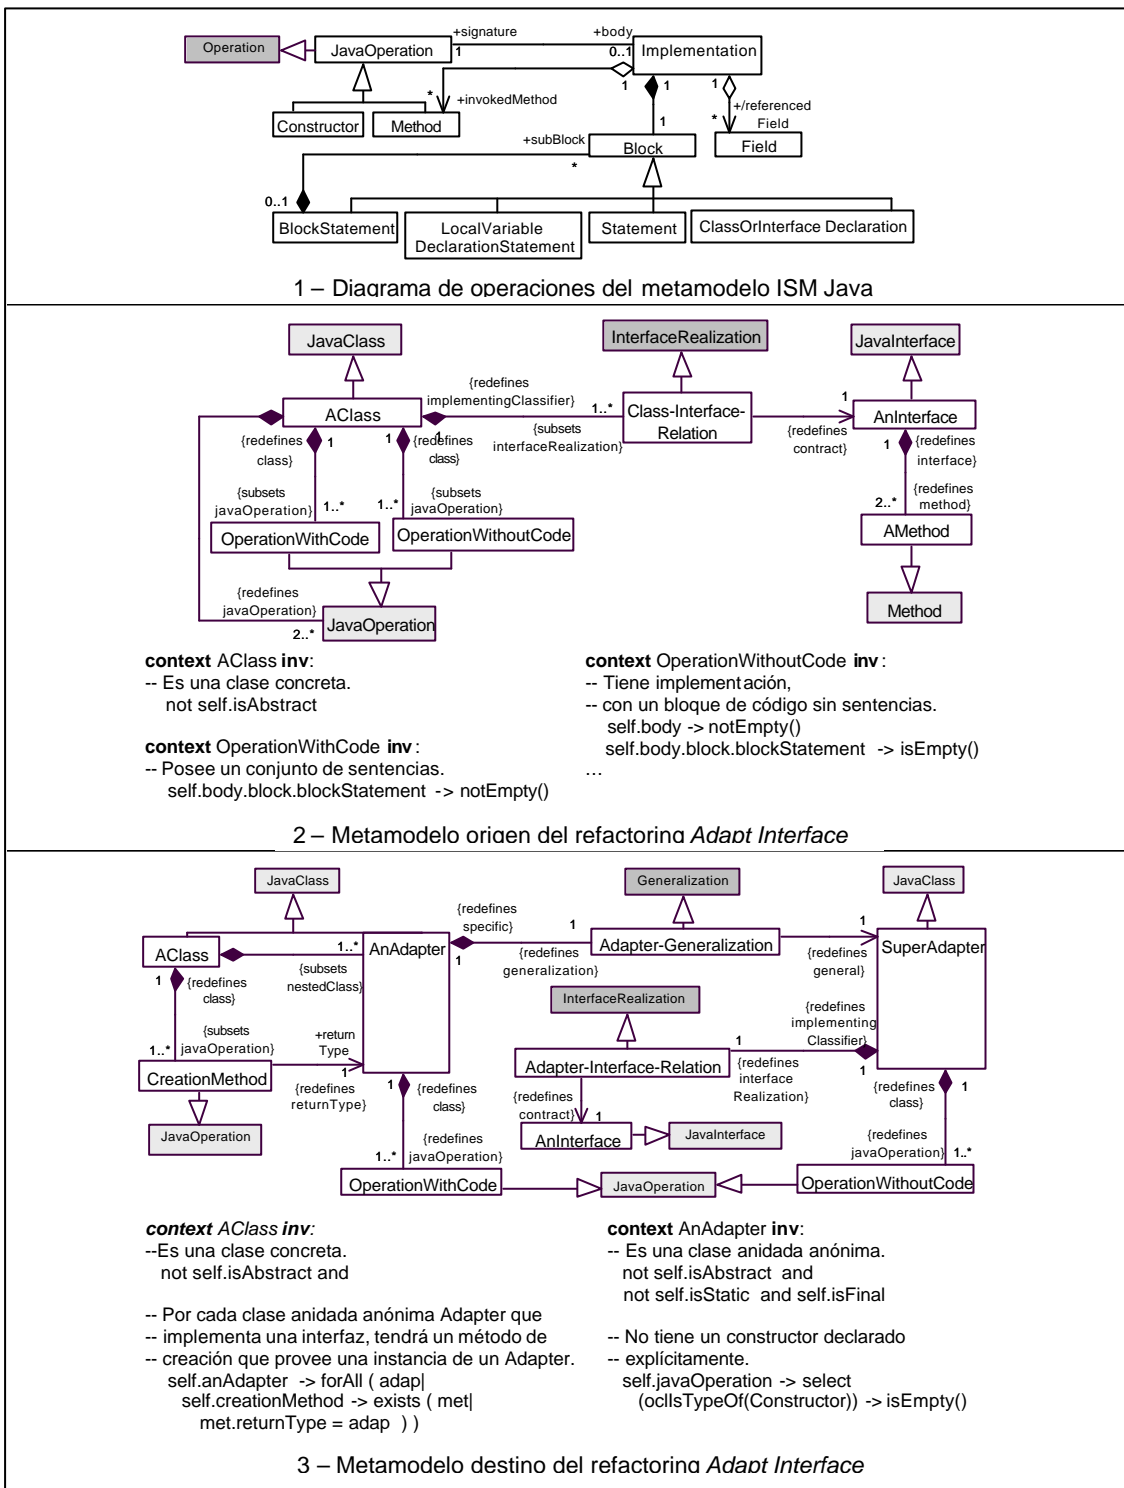 +signature
+body
Operation
JavaOperation
1
0..1
Implementation
1
1
1
*
+invokedMethod
*
+/referenced
Field
Constructor
Method
1
+subBlock
*
Block
Field
0..1
BlockStatement
LocalVariable
DeclarationStatement
Statement
ClassOrInterface Declaration
1 – Diagrama de operaciones del metamodelo ISM Java
JavaClass
InterfaceRealization
JavaInterface
{redefines
implementingClassifier}
AClass
1..*
Class-Interface-
Relation
1
AnInterface
{redefines
class}
1
1
1
{redefines
class}
{subsets
interfaceRealization}
{redefines
contract}
1
{redefines
interface}
{subsets
javaOperation}
1..*
1..*
{subsets
javaOperation}
{redefines
method}
2..*
OperationWithCode
OperationWithoutCode
AMethod
{redefines
javaOperation}
2..*
JavaOperation
Method
context AClass inv:
-- Es una clase concreta.
not self.isAbstract
context OperationWithCode inv :
-- Posee un conjunto de sentencias.
self.body.block.blockStatement -> notEmpty()
context OperationWithoutCode inv :
-- Tiene implementación,
-- con un bloque de código sin sentencias.
self.body -> notEmpty()
self.body.block.blockStatement -> isEmpty()
...
2 – Metamodelo origen del refactoring Adapt Interface
JavaClass
Generalization
JavaClass
{redefines
specific}
1
1
AClass
1..*
AnAdapter
1
Adapter-Generalization
SuperAdapter
1
{redefines
class}
{subsets
nestedClass}
{redefines
generalization}
{redefines
general}
InterfaceRealization
{redefines
implementing
Classifier}
{subsets
javaOperation}
1..*
+return
Type
1
CreationMethod
1
{redefines
returnType}
1
{redefines
class}
Adapter-Interface-Relation
{redefines
interface
Realization}
1
1
{redefines
class}
{redefines
contract}
1
JavaOperation
AnInterface
JavaInterface
{redefines
javaOperation}
1..*
{redefines
javaOperation}
1..*
OperationWithCode
JavaOperation
OperationWithoutCode
context AClass inv:
--Es una clase concreta.
not self.isAbstract and
-- Por cada clase anidada anónima Adapter que
-- implementa una interfaz, tendrá un método de
-- creación que provee una instancia de un Adapter.
self.anAdapter -> forAll ( adap|
self.creationMethod -> exists ( met|
met.returnType = adap ) )
context AnAdapter inv:
-- Es una clase anidada anónima.
not self.isAbstract and
not self.isStatic and self.isFinal
-- No tiene un constructor declarado
-- explícitamente.
self.javaOperation -> select
(oclIsTypeOf(Constructor)) -> isEmpty()
3 – Metamodelo destino del refactoring Adapt Interface